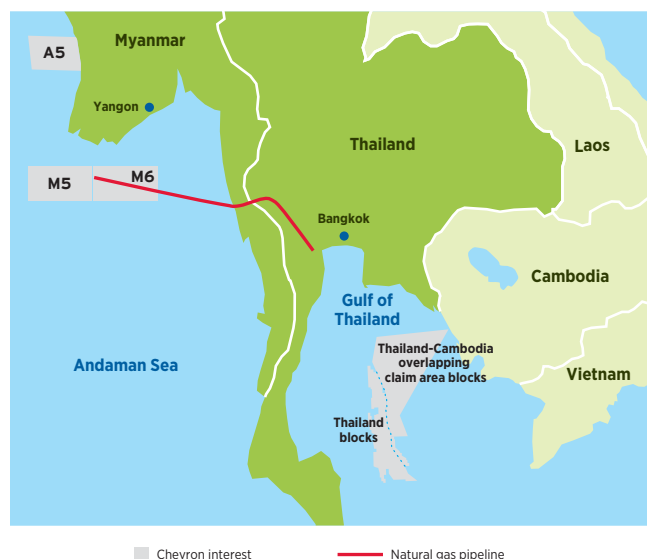 Myanmar
A5
Yangon
Thailand
Laos
M5
M6
Bangkok
Cambodia
Gulf of
Thailand
Thailand-Cambodia
overlapping
claim area blocks
Andaman Sea
Vietnam
Thailand
blocks
Chevron interest
Natural gas pipeline